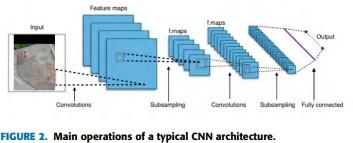 Feature maps
Input
f.maps
f.maps
Output
Convolutions
Subsampling
Convolutions
Subsampling
Fully connected
FIGURE 2. Main operations of a typical CNN architecture.